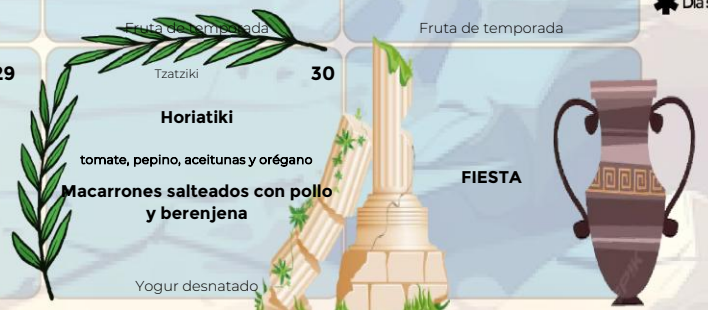 Día
Fruta de temporada
Fruta de temporada
29
Tzatziki
30
Horiatiki
tomate, pepino, aceitunas y orégano
Macarrones salteados con pollo
y berenjena
FIESTA
Yogur desnatado